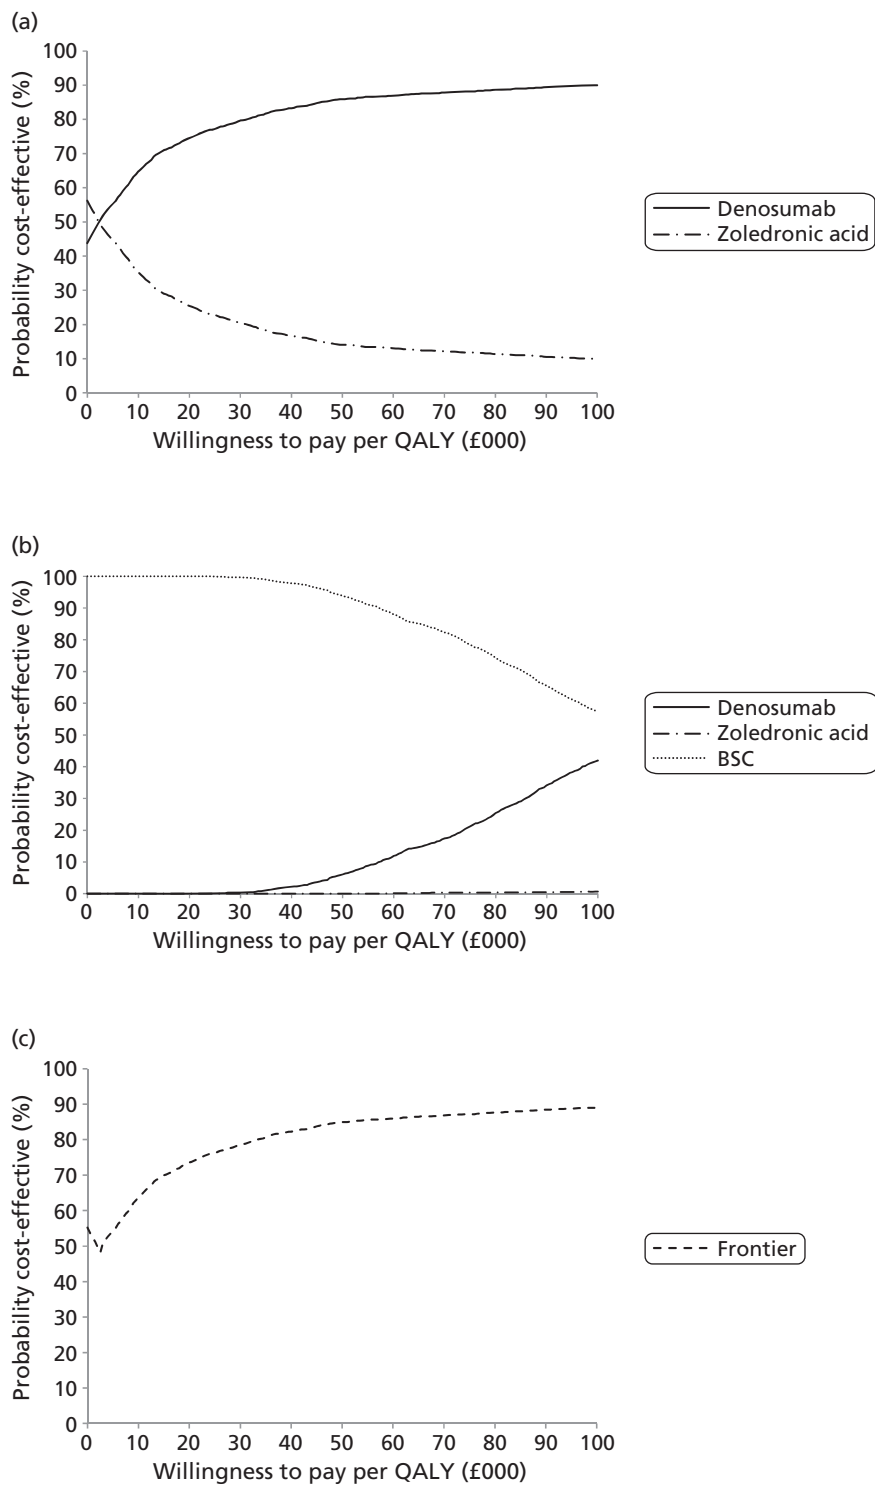 (a)
100
90
80
70
60
50
40
30
20
10
0
Probability cost-effective (%)
0 10 20 30 40 50 60 70 80 90 100
Willingness to pay per QALY (£000)
Denosumab
Zoledronic acid
(b)
100
90
80
70
60
50
40
30
20
10
0
Probability cost-effective (%)
0 10 20 30 40 50 60 70 80 90 100
Willingness to pay per QALY (£000)
Denosumab
Zoledronic acid
BSC
(c)
100
90
80
70
60
50
40
30
20
10
0
Probability cost-effective (%)
0 10 20 30 40 50 60 70 80 90 100
Willingness to pay per QALY (£000)
Frontier